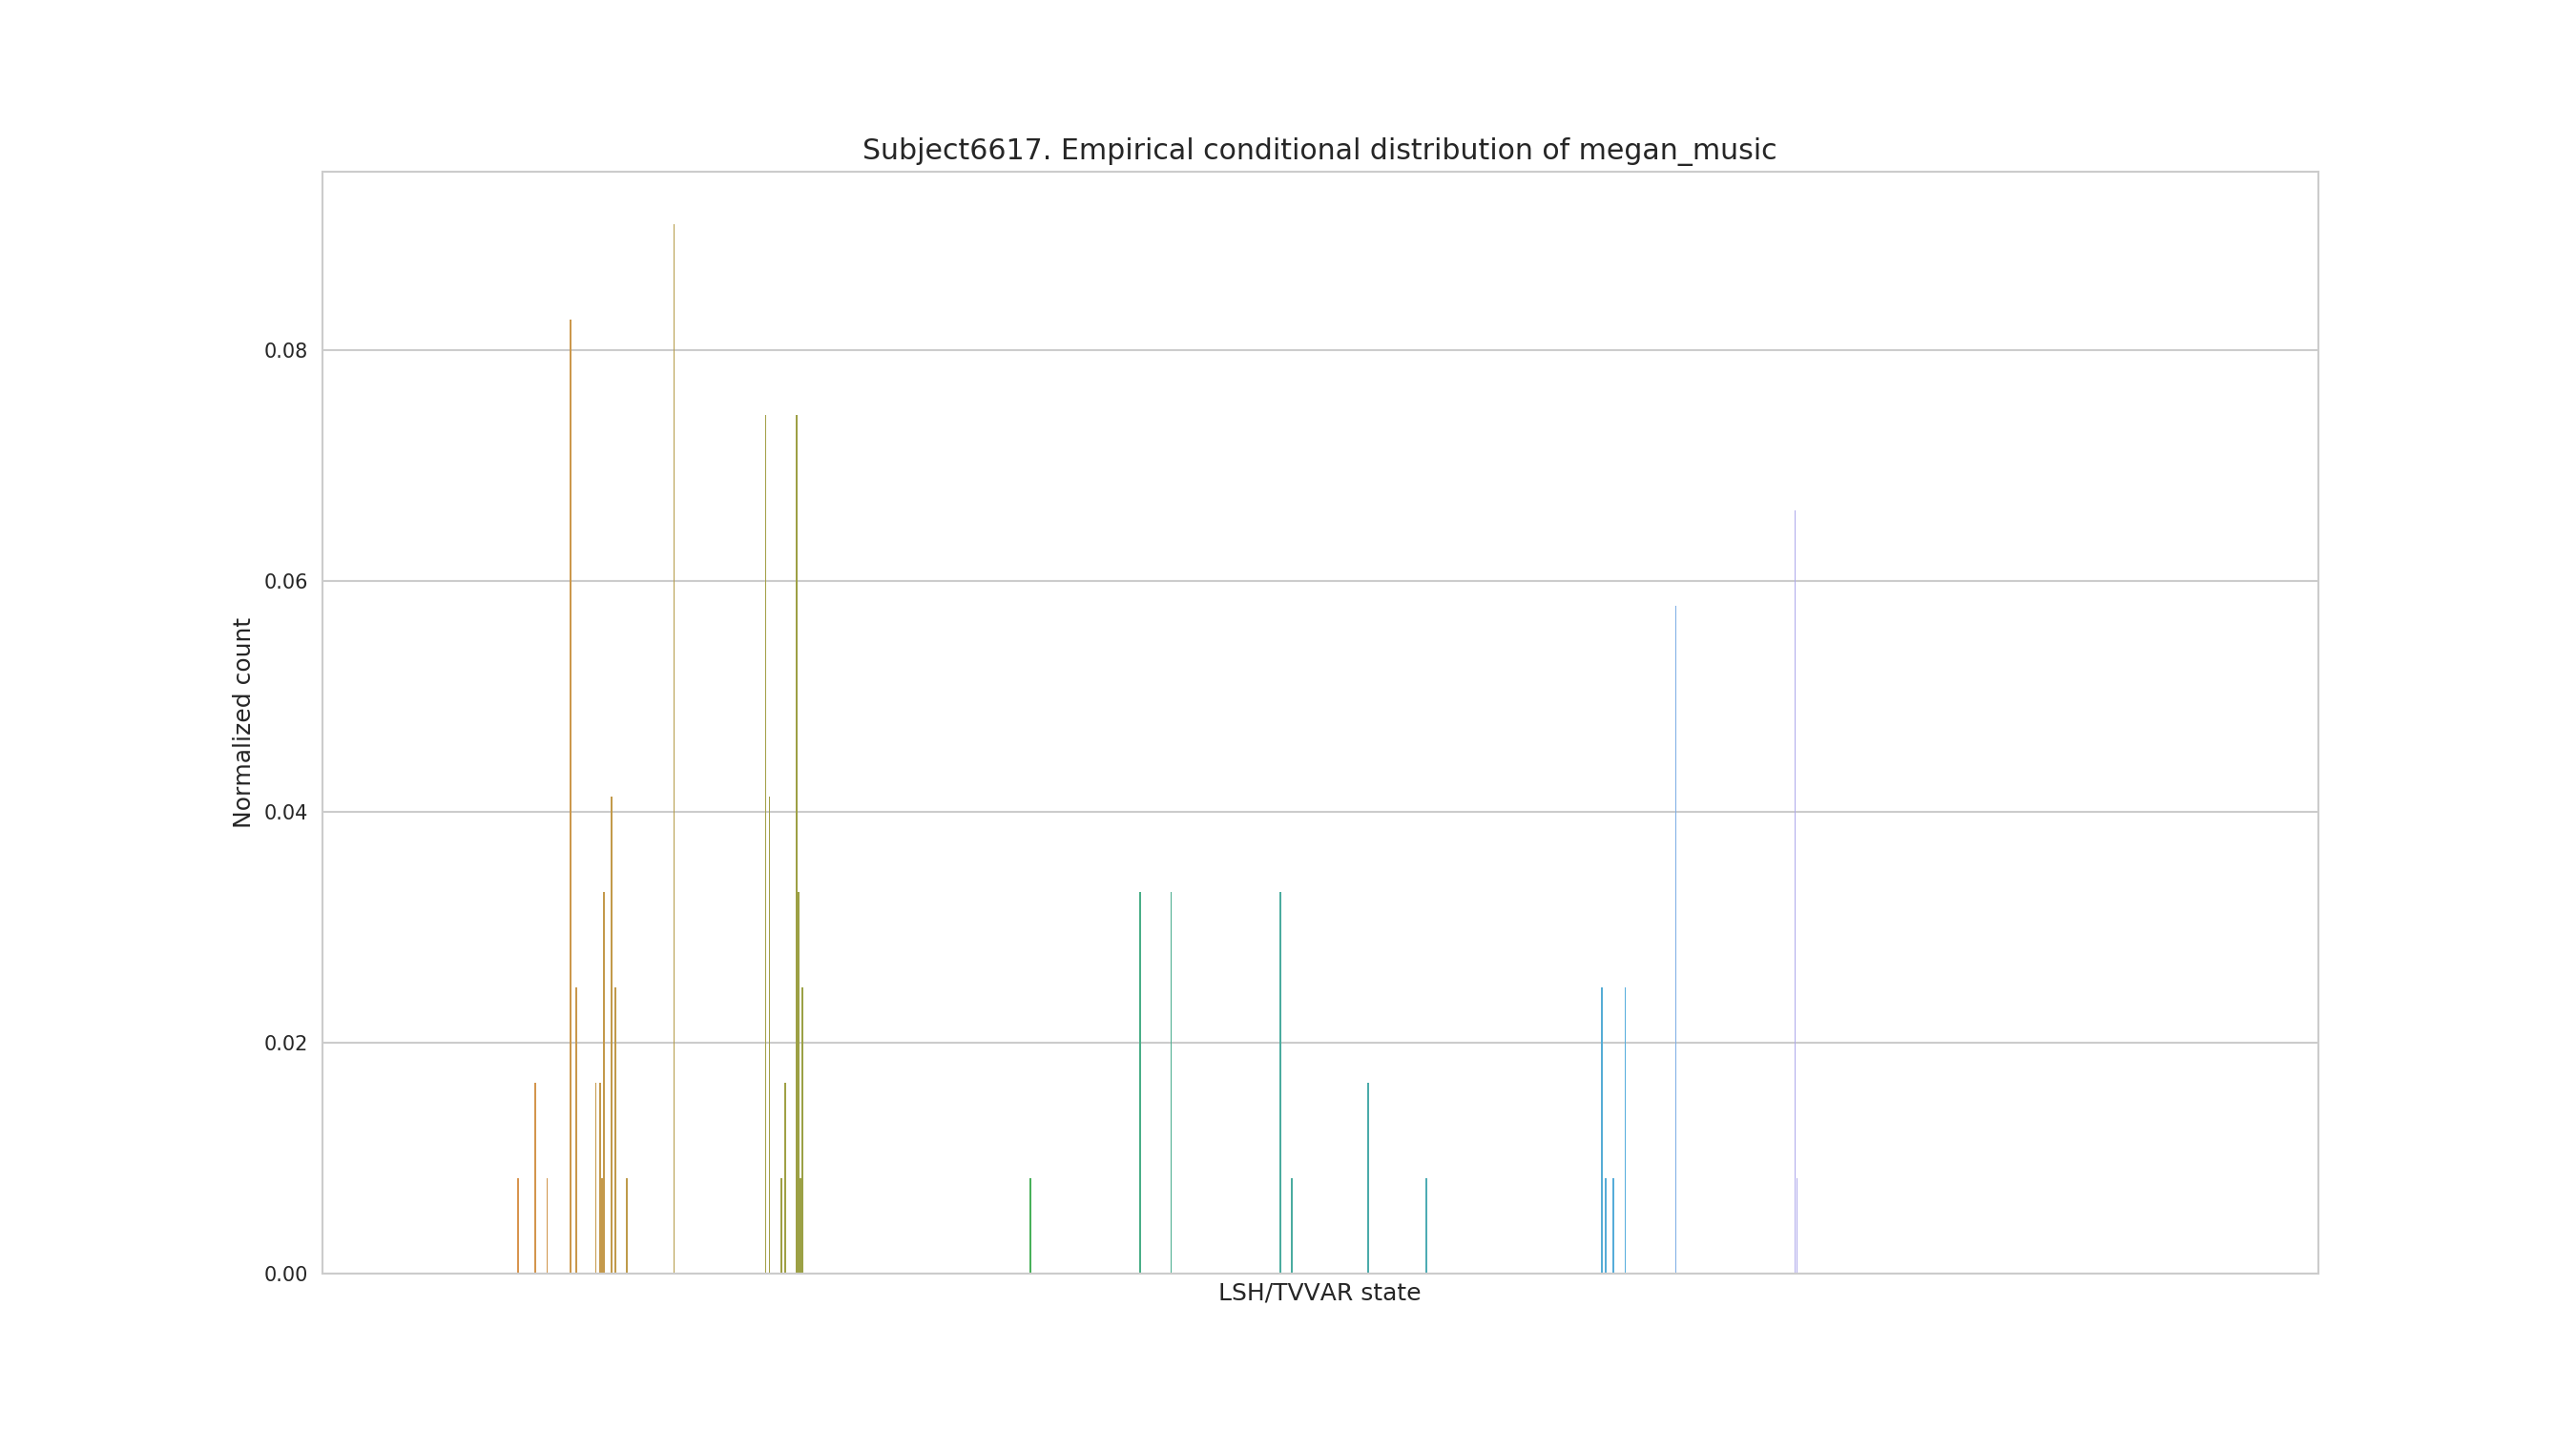 Subject6617. Empirical conditional distribution of megan_music
Normalized count
0.08
0.06
0.04
0.02
0.00
LSH/TVVAR state